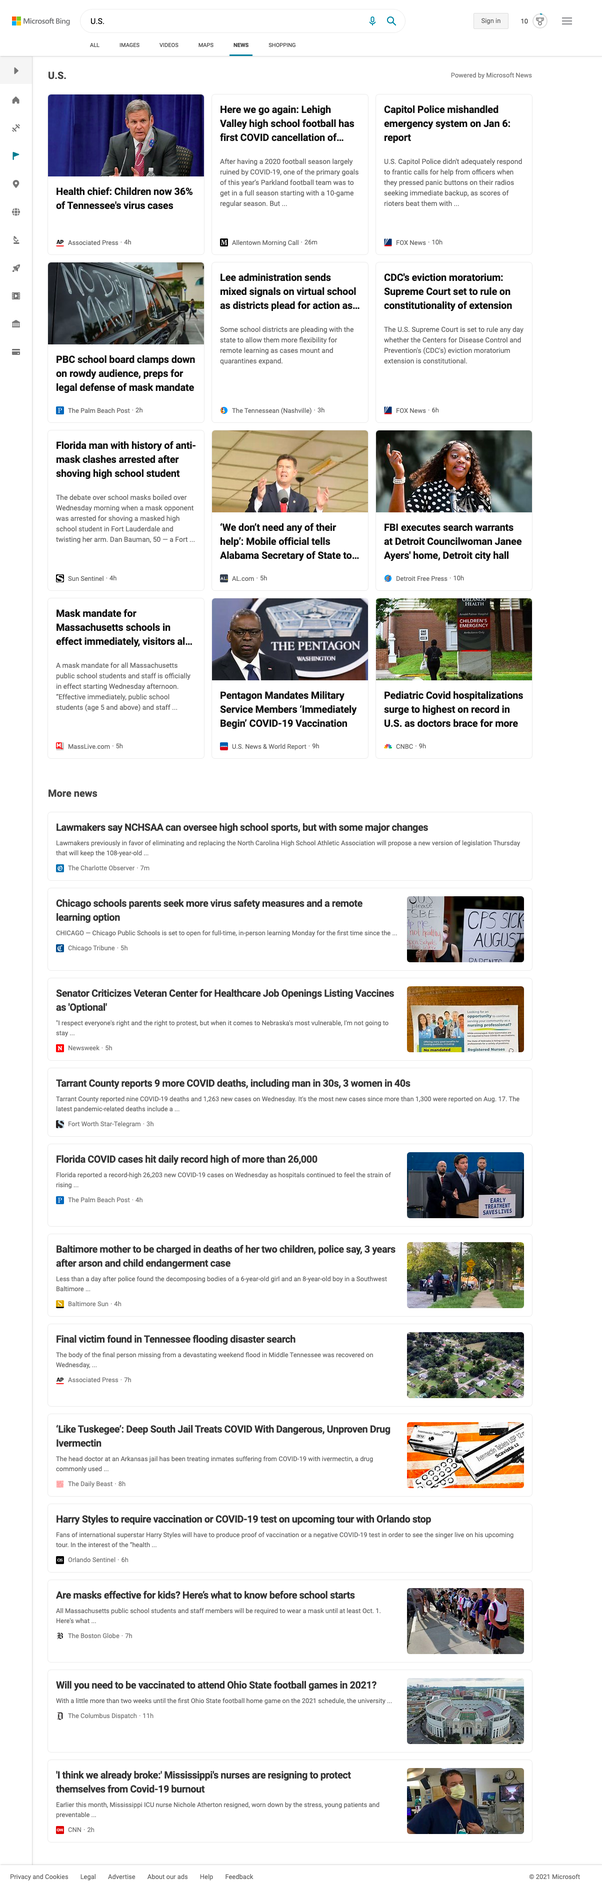 Microsoft Bing
U.S.
Sign in
10
ALL
IMAGES
VIDEOS
MAPS
NEWS
SHOPPING
U.S.
Powered by Microsoft News
Health chief: Children now 36%
of Tennessee's virus cases
AP Associated Press · 4h
Here we go again: Lehigh
Valley high school football has
first COVID cancellation of...
After having a 2020 football season largely
ruined by COVID-19, one of the primary goals
of this year's Parkland football team was to
get in a full season starting with a 10-game
regular season. But ...
Allentown Morning Call · 26m
Capitol Police mishandled
emergency system on Jan 6:
report
U.S. Capitol Police didn't adequately respond
to frantic calls for help from officers when
they pressed panic buttons on their radios
seeking immediate backup, as scores of
rioters beat them with ...
FOX News · 10h
NO DICT
MASK
PBC school board clamps down
on rowdy audience, preps for
legal defense of mask mandate
The Palm Beach Post · 2h
Lee administration sends
mixed signals on virtual school
as districts plead for action as...
Some school districts are pleading with the
state to allow them more flexibility for
remote learning as cases mount and
quarantines expand.
The Tennessean (Nashville) · 3h
CDC's eviction moratorium:
Supreme Court set to rule on
constitutionality of extension
The U.S. Supreme Court is set to rule any day
whether the Centers for Disease Control and
Prevention's (CDC's) eviction moratorium
extension is constitutional.
FOX News · 6h
Florida man with history of anti-
mask clashes arrested after
shoving high school student
The debate over school masks boiled over
Wednesday morning when a mask opponent
was arrested for shoving a masked high
school student in Fort Lauderdale and
twisting her arm. Dan Bauman, 50 — a Fort ...
Sun Sentinel · 4h
'We don't need any of their
help': Mobile official tells
Alabama Secretary of State to...
AL.com · 5h
FBI executes search warrants
at Detroit Councilwoman Janee
Ayers' home, Detroit city hall
Detroit Free Press · 10h
Mask mandate for
Massachusetts schools in
effect immediately, visitors al...
A mask mandate for all Massachusetts
public school students and staff is officially
in effect starting Wednesday afternoon.
"Effective immediately, public school
students (age 5 and above) and staff ...
MassLive.com · 5h
THE PENTAGON
WASHINGTON
Pentagon Mandates Military
Service Members 'Immediately
Begin' COVID-19 Vaccination
U.S. News & World Report · 9h
ORLANDO
HEALTH
CHILDREN'S
EMERGENCY
Pediatric Covid hospitalizations
surge to highest on record in
U.S. as doctors brace for more
CNBC · 9h
More news
Lawmakers say NCHSAA can oversee high school sports, but with some major changes
Lawmakers previously in favor of eliminating and replacing the North Carolina High School Athletic Association will propose a new version of legislation Thursday
that will keep the 108-year-old ...
The Charlotte Observer · 7m
Chicago schools parents seek more virus safety measures and a remote
learning option
CHICAGO — Chicago Public Schools is set to open for full-time, in-person learning Monday for the first time since the ...
Chicago Tribune · 5h
CPS SICK
AUGUST
Senator Criticizes Veteran Center for Healthcare Job Openings Listing Vaccines
as 'Optional'
"I respect everyone's right and the right to protest, but when it comes to Nebraska's most vulnerable, I'm not going to
stay ...
N Newsweek · 5h
opportunity
nursing professional?
No mandated
Registered Nurses
Tarrant County reports 9 more COVID deaths, including man in 30s, 3 women in 40s
Tarrant County reported nine COVID-19 deaths and 1,263 new cases on Wednesday. It's the most new cases since more than 1,300 were reported on Aug. 17. The
latest pandemic-related deaths include a ...
Fort Worth Star-Telegram · 3h
Florida COVID cases hit daily record high of more than 26,000
Florida reported a record-high 26,203 new COVID-19 cases on Wednesday as hospitals continued to feel the strain of
rising ...
The Palm Beach Post · 4h
EARLY
TREATMENT
SAVES LIVES
Baltimore mother to be charged in deaths of her two children, police say, 3 years
after arson and child endangerment case
Less than a day after police found the decomposing bodies of a 6-year-old girl and an 8-year-old boy in a Southwest
Baltimore ...
Baltimore Sun · 4h
Final victim found in Tennessee flooding disaster search
The body of the final person missing from a devastating weekend flood in Middle Tennessee was recovered on
Wednesday, ...
AP Associated Press · 7h
'Like Tuskegee': Deep South Jail Treats COVID With Dangerous, Unproven Drug
Ivermectin
The head doctor at an Arkansas jail has been treating inmates suffering from COVID-19 with ivermectin, a drug
commonly used ...
The Daily Beast · 8h
Harry Styles to require vaccination or COVID-19 test on upcoming tour with Orlando stop
Fans of international superstar Harry Styles will have to produce proof of vaccination or a negative COVID-19 test in order to see the singer live on his upcoming
tour. In the interest of the "health ...
Orlando Sentinel · 6h
Are masks effective for kids? Here's what to know before school starts
All Massachusetts public school students and staff members will be required to wear a mask until at least Oct. 1.
Here's what ...
The Boston Globe · 7h
Will you need to be vaccinated to attend Ohio State football games in 2021?
With a little more than two weeks until the first Ohio State football home game on the 2021 schedule, the university ...
The Columbus Dispatch · 11h
'I think we already broke:' Mississippi's nurses are resigning to protect
themselves from Covid-19 burnout
Earlier this month, Mississippi ICU nurse Nichole Atherton resigned, worn down by the stress, young patients and
preventable ...
CNN · 2h
Privacy and Cookies
Legal
Advertise
About our ads
Help
Feedback
© 2021 Microsoft